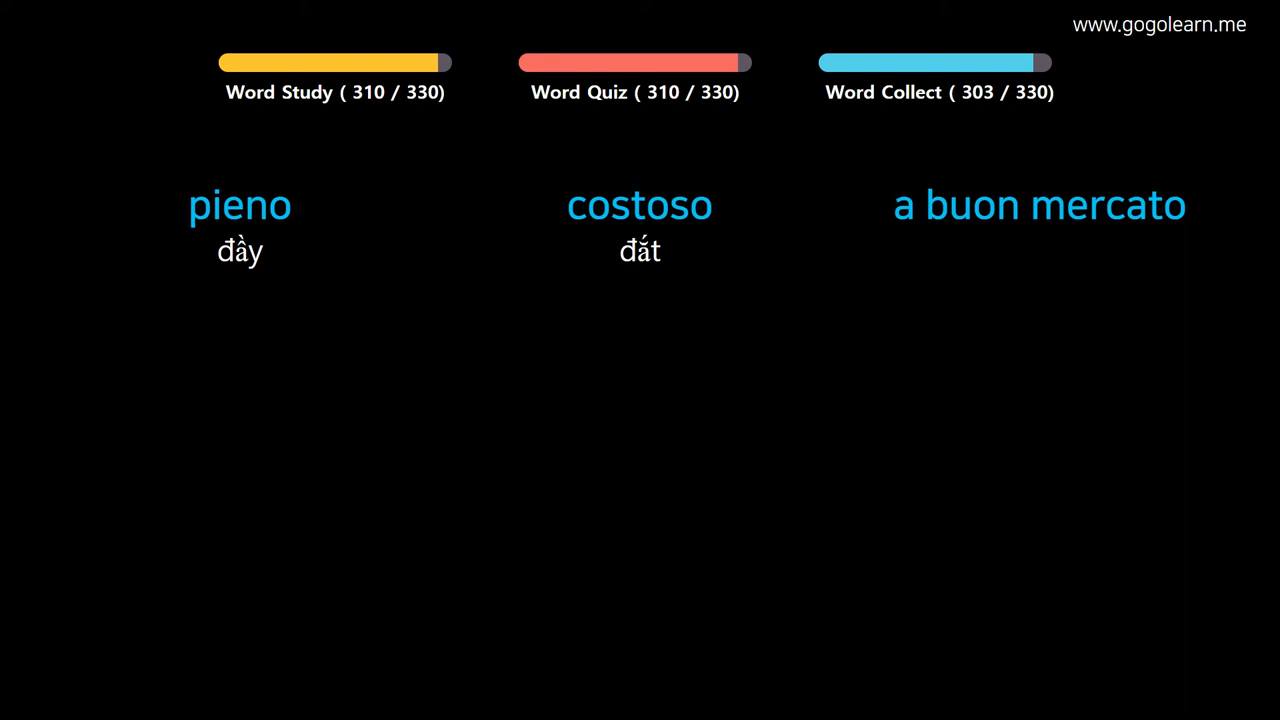 www.gogolearn.me
Word Study ( 310 / 330)
Word Quiz ( 310 / 330)
Word Collect ( 303 / 330)
pieno
đầy
costoso
đắt
a buon mercato